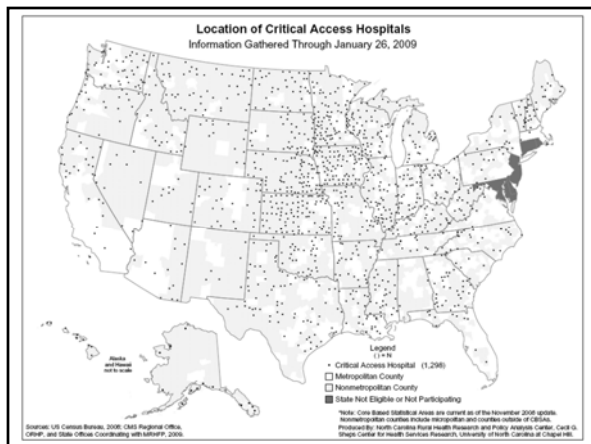 Location of Critical Access Hospitals
Information Gathered Through January 26, 2009
Alaska
and Hawaii
not to scale
Legend
( ) = N
Critical Access Hospital (1,298)
Metropolitan County
Nonmetropolitan County
State Not Eligible or Not Participating
*Note: Core Based Statistical Areas are current as of the November 2008 update.
Nonmetropolitan counties include micropolitan and counties outside of CBSAs.
Sources: US Census Bureau, 2008; CMS Regional Office,
ORHP, and State Offices Coordinating with MRHFP, 2009.
Produced By: North Carolina Rural Health Research and Policy Analysis Center, Cecil G.
Sheps Center for Health Services Research, University of North Carolina at Chapel Hill.